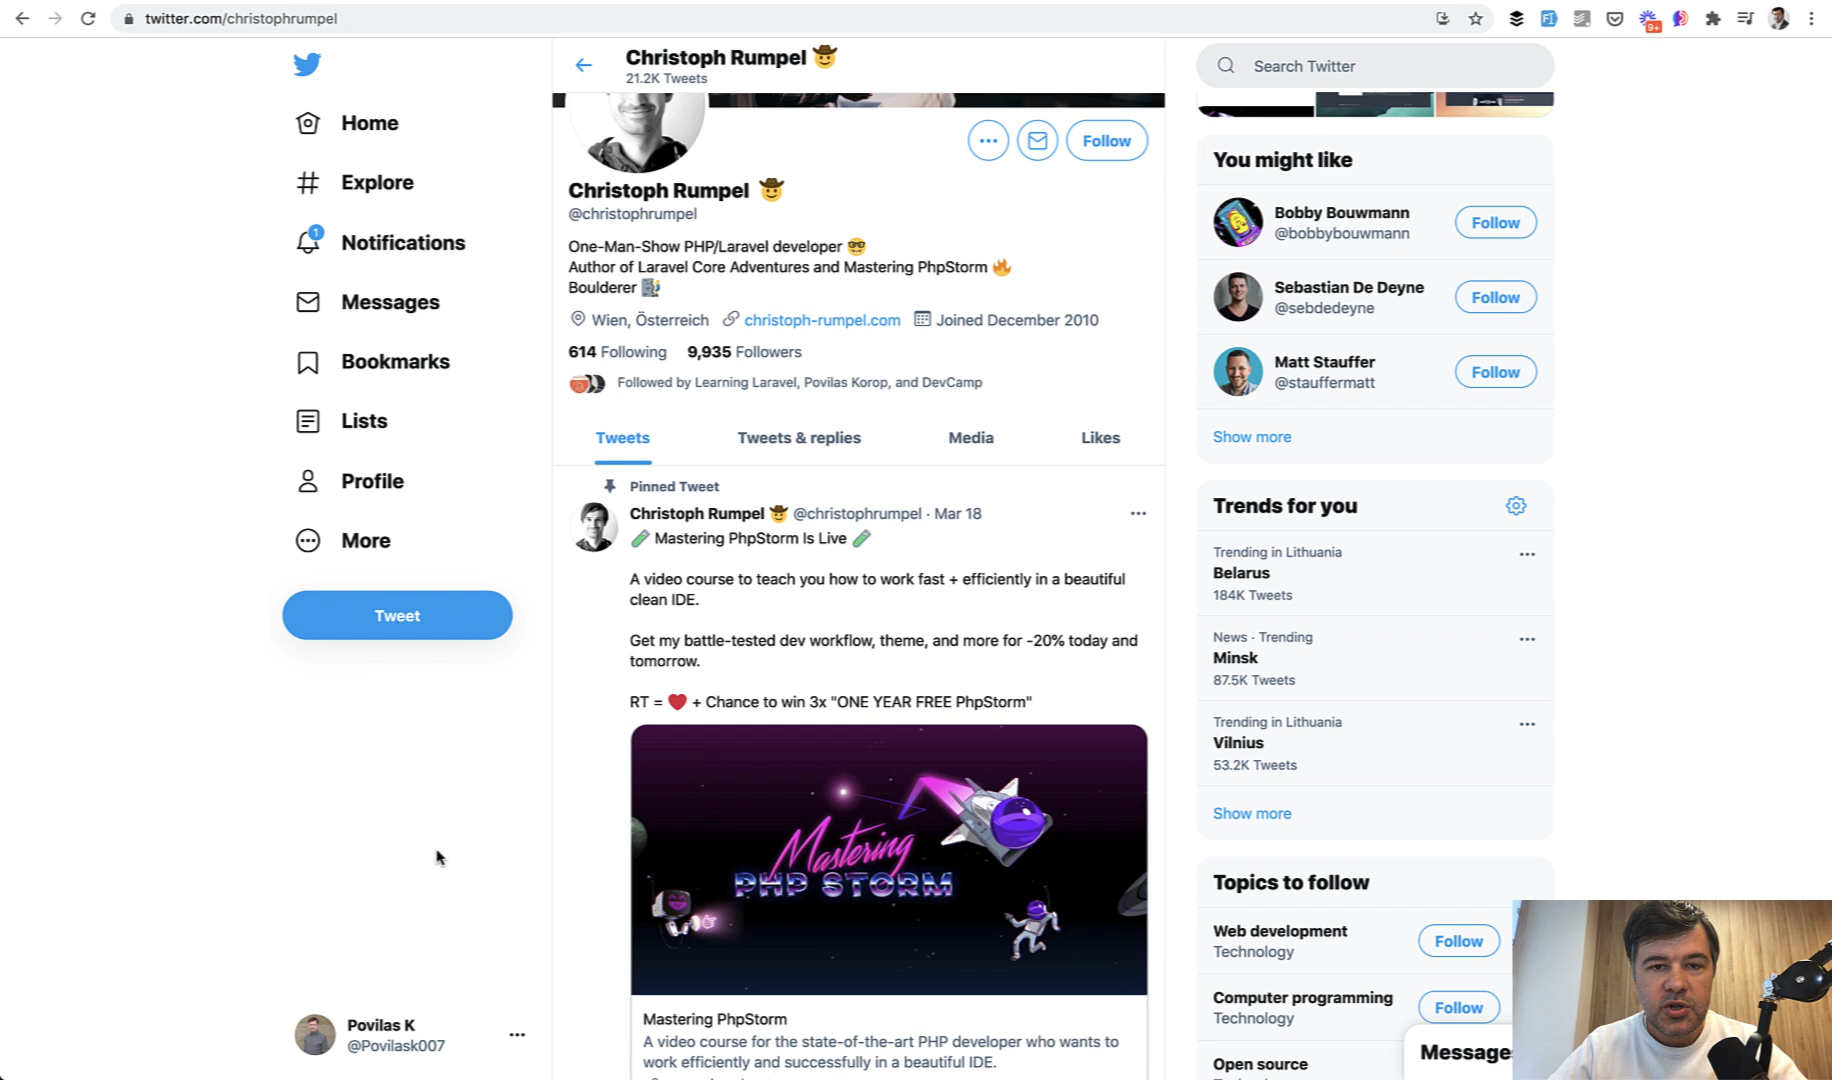 twitter.com/christophrumpel
9+
Home
Explore
1
Notifications
Messages
Bookmarks
Lists
Profile
More
Tweet
Povilas K
@Povilask007
Christoph Rumpel 🤠
21.2K Tweets
Follow
Christoph Rumpel 🤠
@christophrumpel
One-Man-Show PHP/Laravel developer 🤓
Author of Laravel Core Adventures and Mastering PhpStorm 🔥
Boulderer
Wien, Österreich christoph-rumpel.com Joined December 2010
614 Following 9,935 Followers
Followed by Learning Laravel, Povilas Korop, and DevCamp
Tweets Tweets & replies Media Likes
Pinned Tweet
Christoph Rumpel 🤠 @christophrumpel · Mar 18
🧪 Mastering PhpStorm Is Live 🧪
A video course to teach you how to work fast + efficiently in a beautiful
clean IDE.
Get my battle-tested dev workflow, theme, and more for -20% today and
tomorrow.
RT = ❤️ + Chance to win 3x "ONE YEAR FREE PhpStorm"
Mastering
PHP STORM
Mastering PhpStorm
A video course for the state-of-the-art PHP developer who wants to
work efficiently and successfully in a beautiful IDE.
Search Twitter
You might like
Bobby Bouwmann
@bobbybouwmann
Follow
Sebastian De Deyne
@sebdedeyne
Follow
Matt Stauffer
@stauffermatt
Follow
Show more
Trends for you
Trending in Lithuania
Belarus
184K Tweets
News · Trending
Minsk
87.5K Tweets
Trending in Lithuania
Vilnius
53.2K Tweets
Show more
Topics to follow
Web development
Technology
Follow
Computer programming
Technology
Follow
Open source
Message